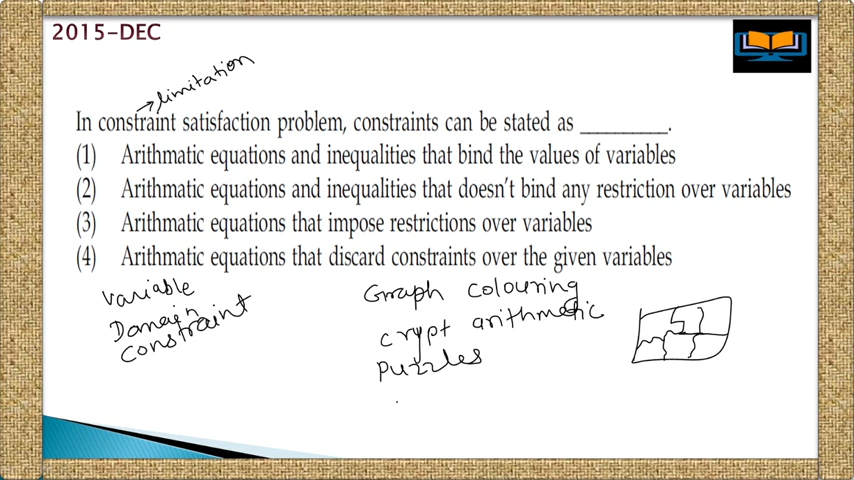 2015-DEC
→limitation
In constraint satisfaction problem, constraints can be stated as __________.
(1) Arithmatic equations and inequalities that bind the values of variables
(2) Arithmatic equations and inequalities that doesn't bind any restriction over variables
(3) Arithmatic equations that impose restrictions over variables
(4) Arithmatic equations that discard constraints over the given variables
Variable
Domain
Constraint
Graph colouring
crypt arithmetic
puzzles